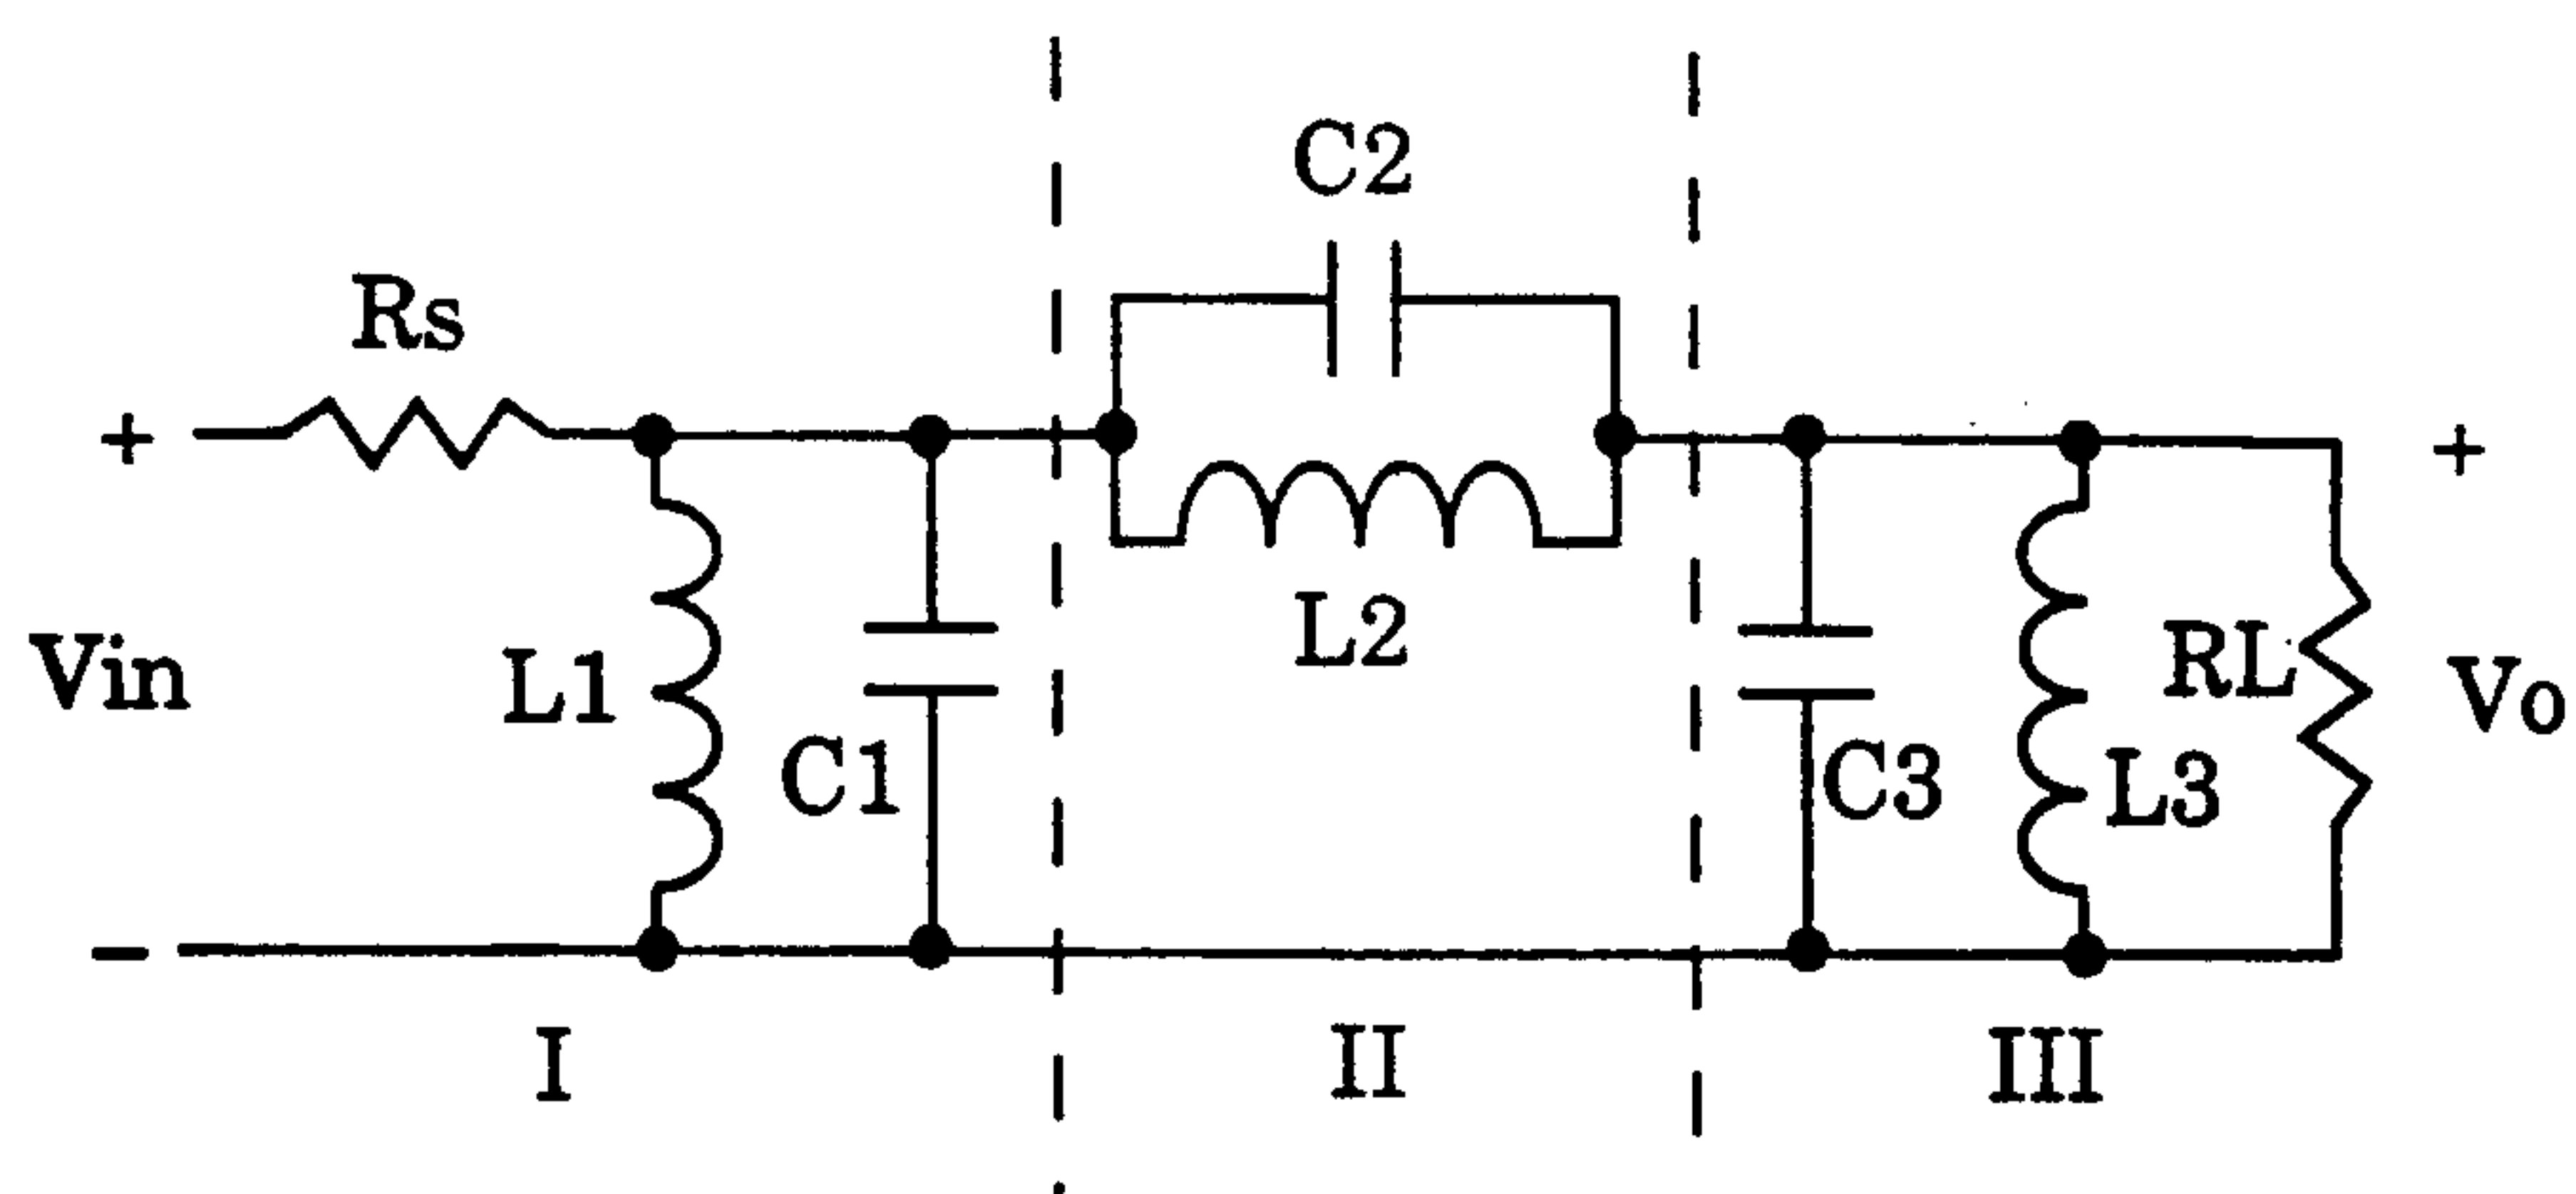 C2
Rs
+
+
Vin
L1
C1
L2
C3
L3
RL
Vo
−
I
II
III